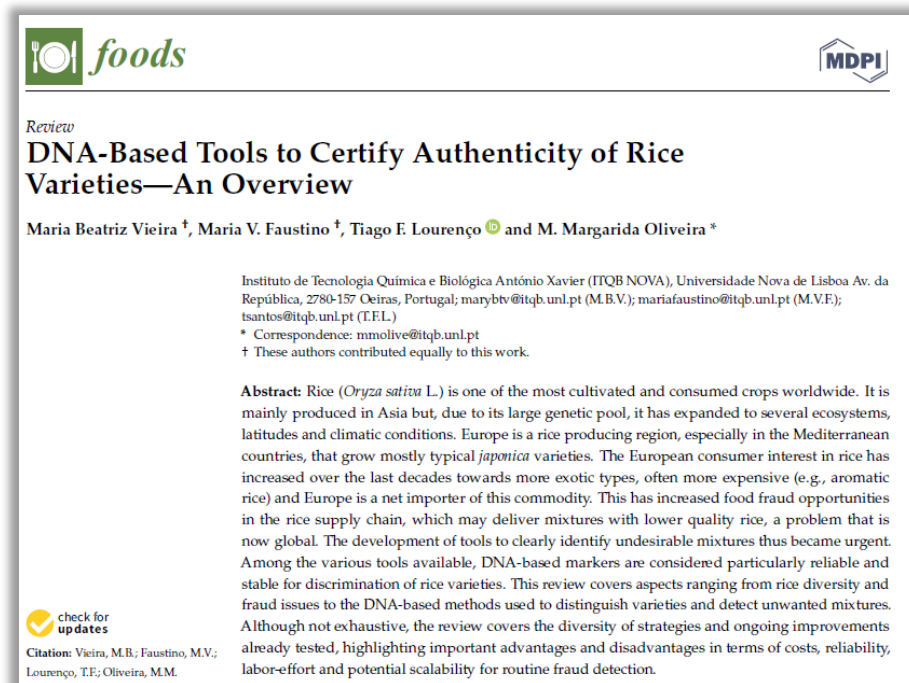 foods
MDPI
Review
DNA-Based Tools to Certify Authenticity of Rice
Varieties—An Overview
Maria Beatriz Vieira †, Maria V. Faustino †, Tiago F. Lourenço iD and M. Margarida Oliveira *
Instituto de Tecnologia Química e Biológica António Xavier (ITQB NOVA), Universidade Nova de Lisboa Av. da
República, 2780-157 Oeiras, Portugal; marybtv@itqb.unl.pt (M.B.V.); mariafaustino@itqb.unl.pt (M.V.F.);
tsantos@itqb.unl.pt (T.F.L.)
* Correspondence: mmolive@itqb.unl.pt
† These authors contributed equally to this work.
Abstract: Rice (Oryza sativa L.) is one of the most cultivated and consumed crops worldwide. It is
mainly produced in Asia but, due to its large genetic pool, it has expanded to several ecosystems,
latitudes and climatic conditions. Europe is a rice producing region, especially in the Mediterranean
countries, that grow mostly typical japonica varieties. The European consumer interest in rice has
increased over the last decades towards more exotic types, often more expensive (e.g., aromatic
rice) and Europe is a net importer of this commodity. This has increased food fraud opportunities
in the rice supply chain, which may deliver mixtures with lower quality rice, a problem that is
now global. The development of tools to clearly identify undesirable mixtures thus became urgent.
Among the various tools available, DNA-based markers are considered particularly reliable and
stable for discrimination of rice varieties. This review covers aspects ranging from rice diversity and
fraud issues to the DNA-based methods used to distinguish varieties and detect unwanted mixtures.
Although not exhaustive, the review covers the diversity of strategies and ongoing improvements
already tested, highlighting important advantages and disadvantages in terms of costs, reliability,
labor-effort and potential scalability for routine fraud detection.
check for
updates
Citation: Vieira, M.B.; Faustino, M.V.;
Lourenço, T.F.; Oliveira, M.M.